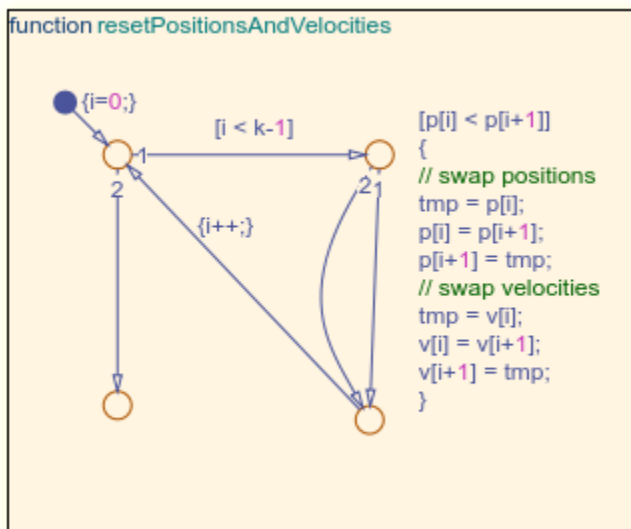 function resetPositionsAndVelocities
{i=0;}
[i < k-1]
1
2
2
1
{i++;}
[p[i] < p[i+1]]
{
// swap positions
tmp = p[i];
p[i] = p[i+1];
p[i+1] = tmp;
// swap velocities
tmp = v[i];
v[i] = v[i+1];
v[i+1] = tmp;
}